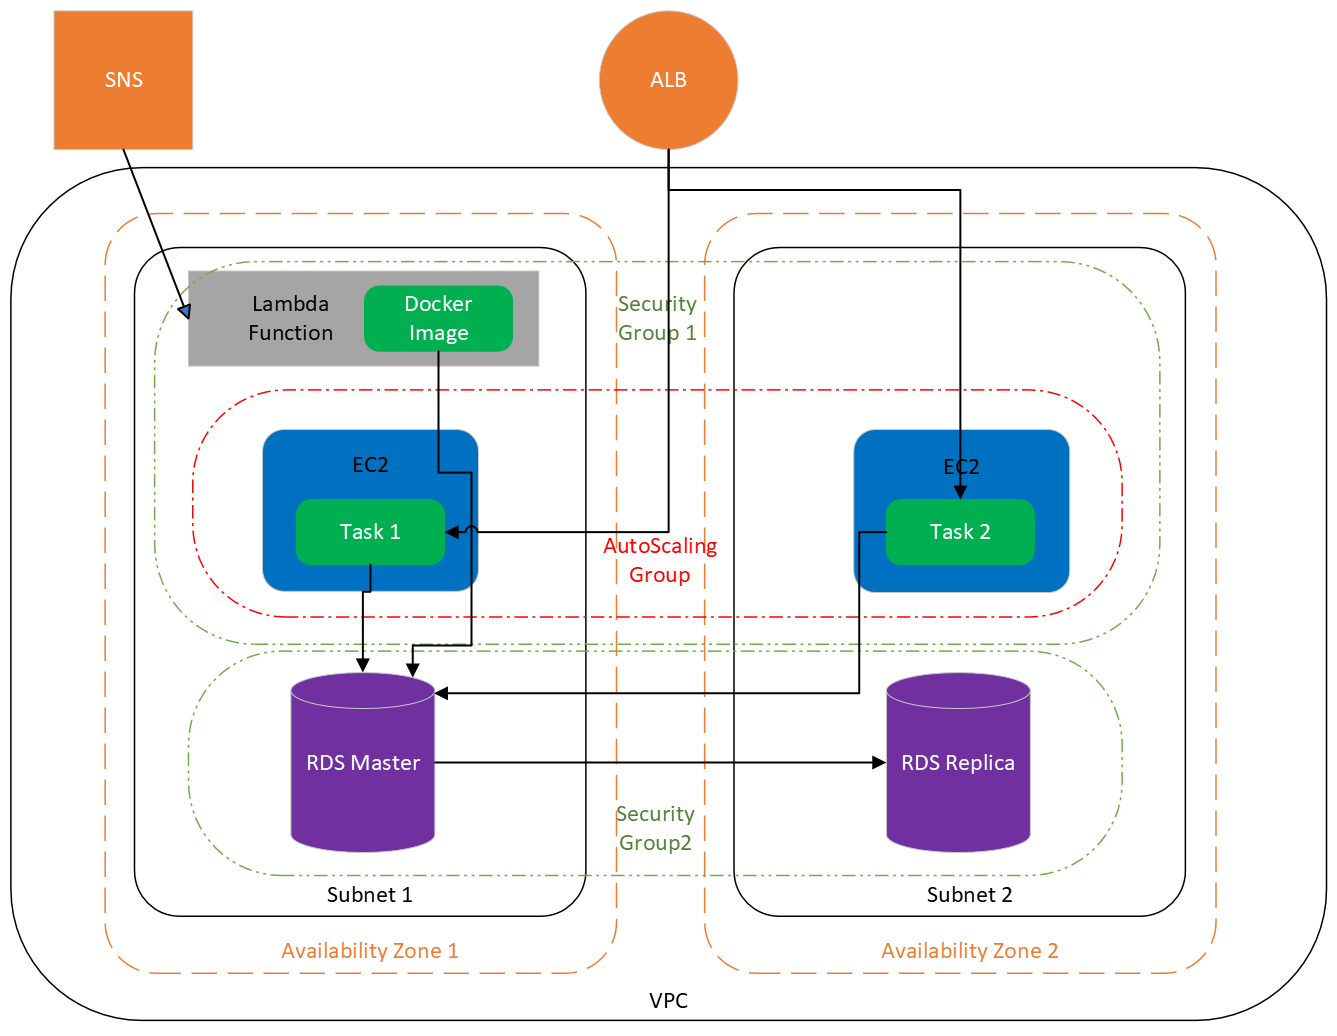 SNS
ALB
Lambda
Function
Docker
Image
Security
Group 1
EC2
EC2
Task 1
Task 2
AutoScaling
Group
RDS Master
RDS Replica
Security
Group2
Subnet 1
Subnet 2
Availability Zone 1
Availability Zone 2
VPC